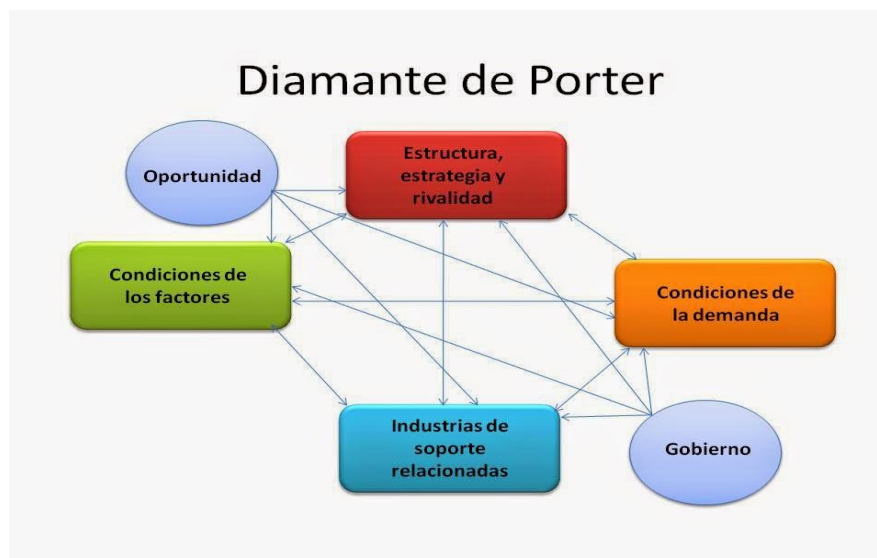 Diamante de Porter
Oportunidad
Estructura,
estrategia y
rivalidad
Condiciones de
los factores
Condiciones de
la demanda
Industrias de
soporte
relacionadas
Gobierno